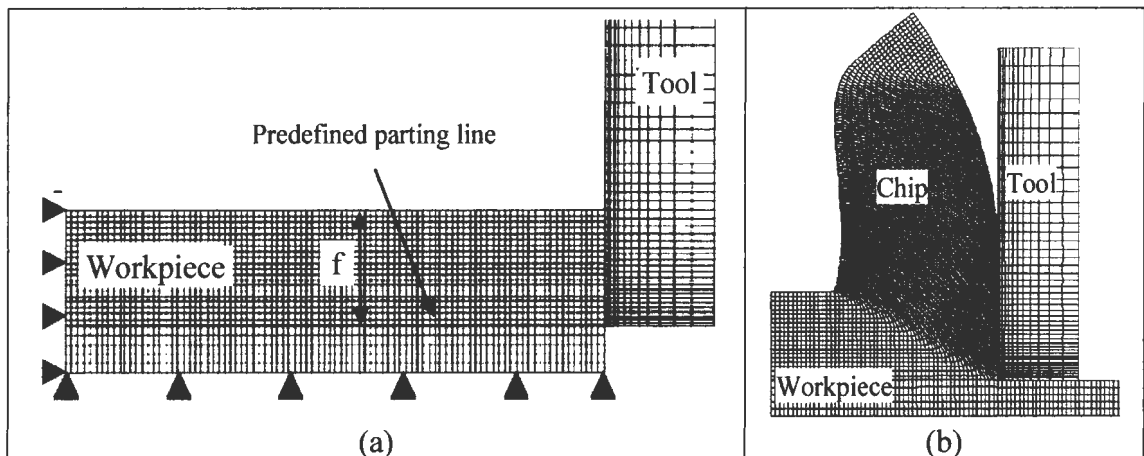 Tool
Predefined parting line
Workpiece
f
(a)
Chip
Tool
Workpiece
(b)